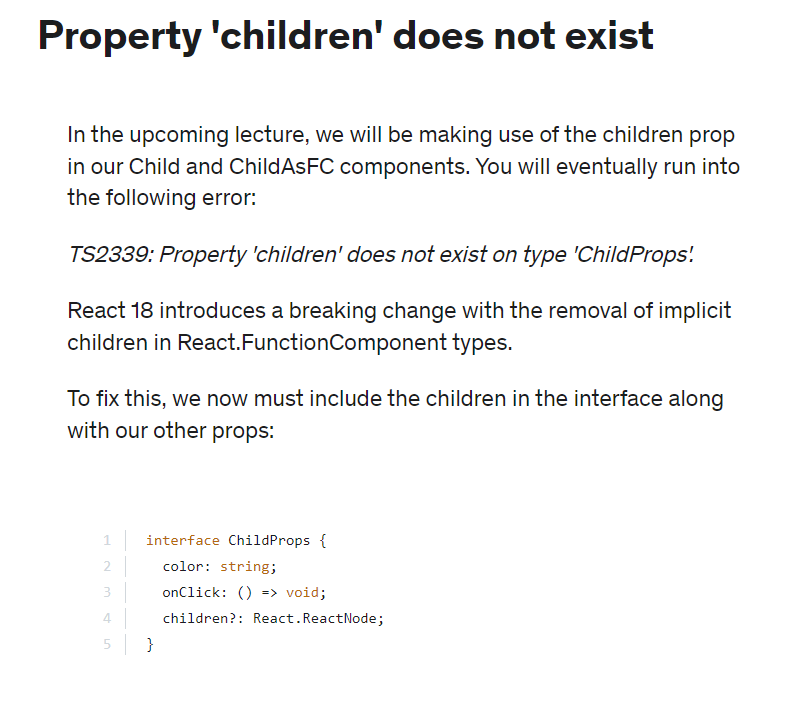 Property 'children' does not exist
In the upcoming lecture, we will be making use of the children prop
in our Child and ChildAsFC components. You will eventually run into
the following error:
TS2339: Property 'children' does not exist on type 'ChildProps'.
React 18 introduces a breaking change with the removal of implicit
children in React.FunctionComponent types.
To fix this, we now must include the children in the interface along
with our other props:
1 interface ChildProps {
2 color: string;
3 onClick: () => void;
4 children?: React.ReactNode;
5 }